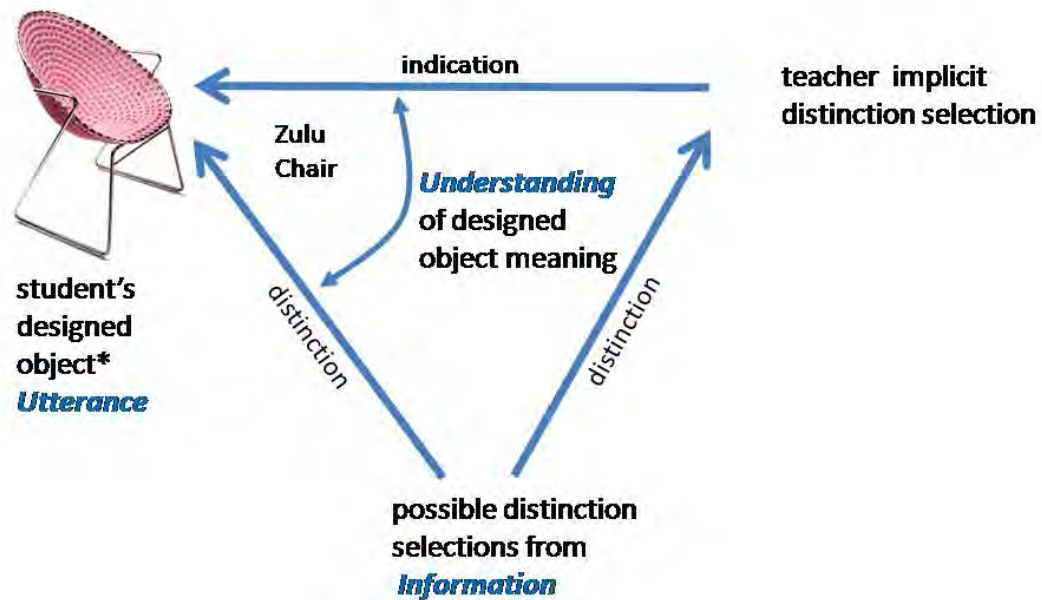 indication
teacher implicit
distinction selection
Zulu
Chair
Understanding
of designed
object meaning
student's
designed
object*
Utterance
distinction
distinction
possible distinction
selections from
Information